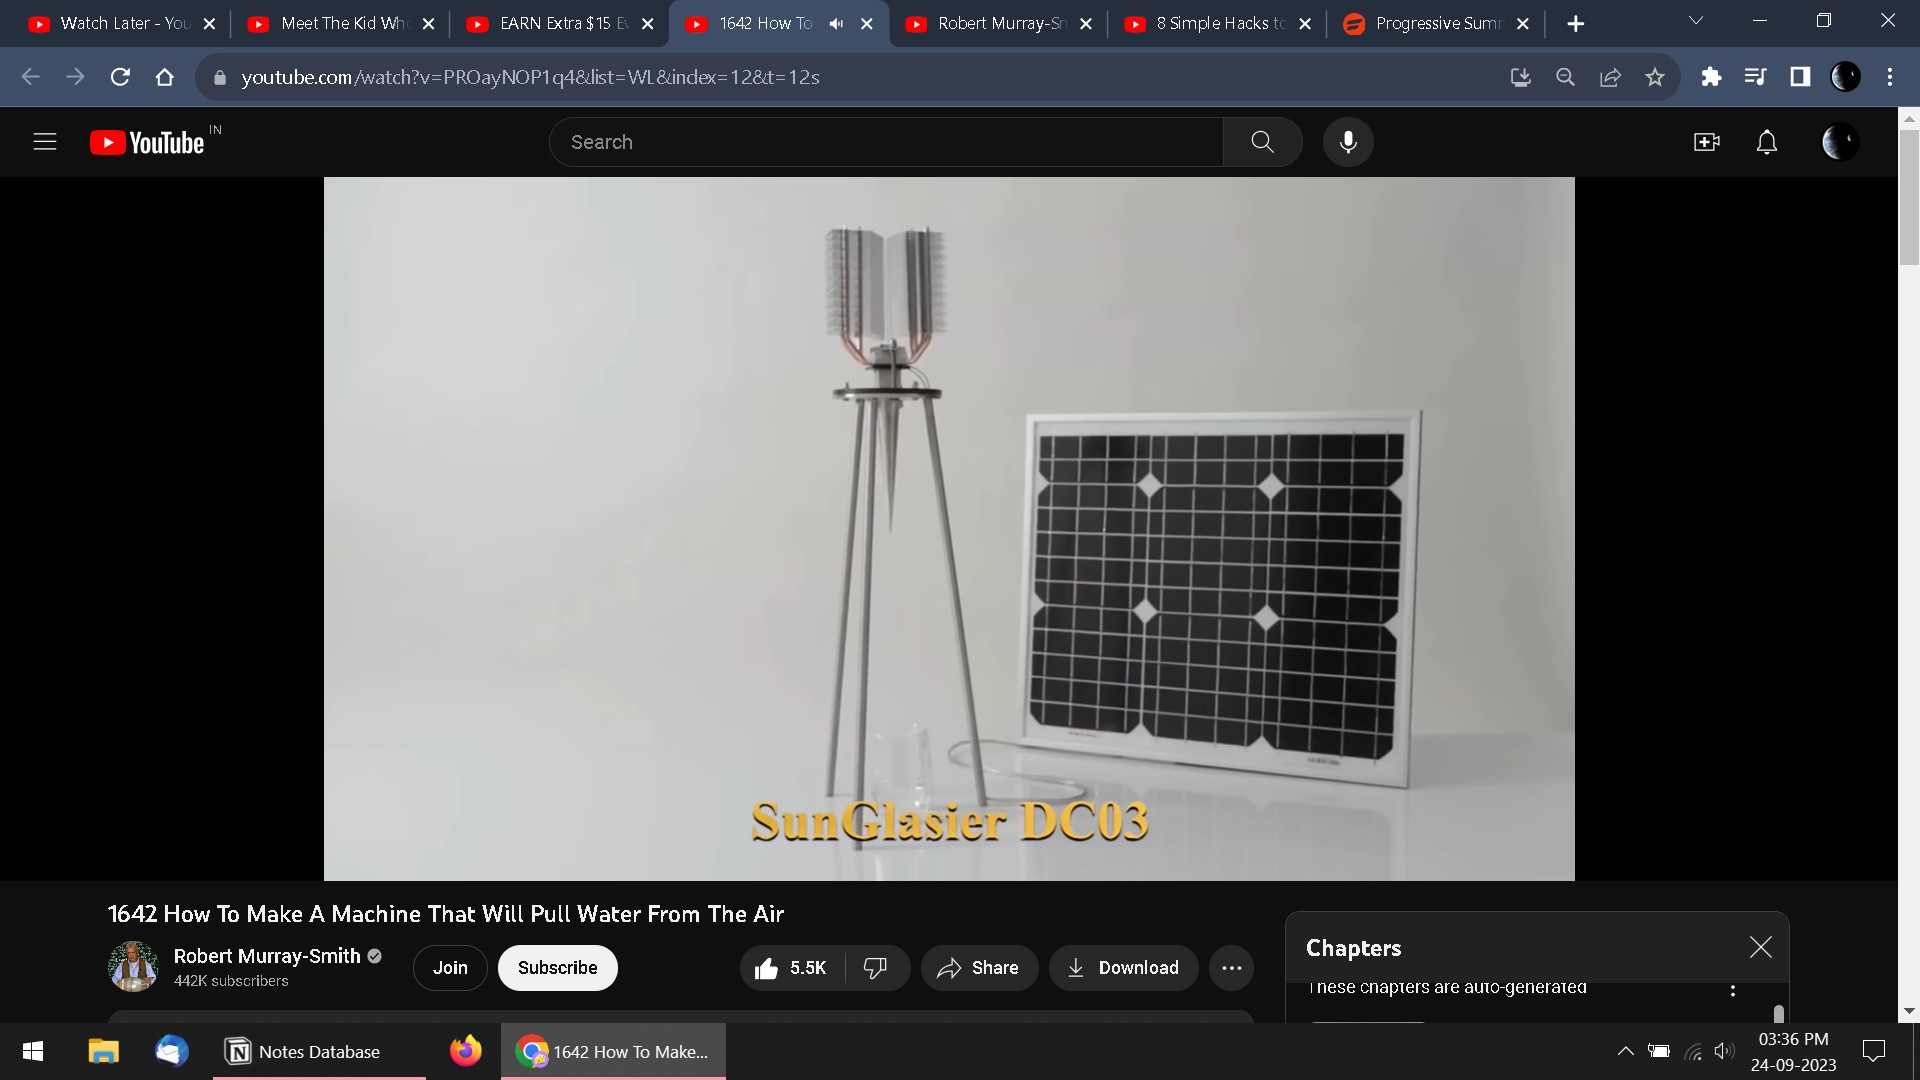 Watch Later - You
Meet The Kid Who
EARN Extra $15 Ev
1642 How To
Robert Murray-Sm
8 Simple Hacks to
Progressive Summ
youtube.com/watch?v=PROayNOP1q4&list=WL&index=12&t=12s
YouTube IN
Search
SunGlasier DC03
1642 How To Make A Machine That Will Pull Water From The Air
Robert Murray-Smith
442K subscribers
Join
Subscribe
5.5K
Share
Download
Chapters
These chapters are auto-generated
Notes Database
1642 How To Make...
03:36 PM
24-09-2023